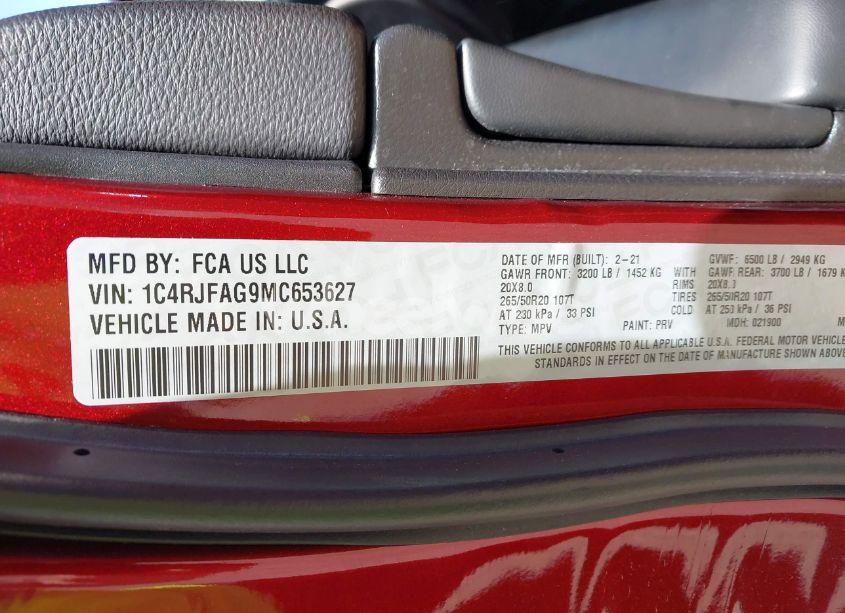 MFD BY: FCA US LLC
VIN: 1C4RJFAG9MC653627
VEHICLE MADE IN: U.S.A.
DATE OF MFR (BUILT): 2-21 GVWF: 6500 LB / 2949 KG
GAWR FRONT: 3200 LB / 1452 KG WITH GAWR/REAR: 3700 LB / 1679 KG
20X8.0 RIMS 20X8.0
265/50R20 107T TIRES 265/50R20 107T
AT 230 kPa / 33 PSI COLD AT 250 kPa / 36 PSI
TYPE: MPV PAINT: PRV MDH: 021900 M
THIS VEHICLE CONFORMS TO ALL APPLICABLE U.S.A. FEDERAL MOTOR VEHICLE
STANDARDS IN EFFECT ON THE DATE OF MANUFACTURE SHOWN ABOVE